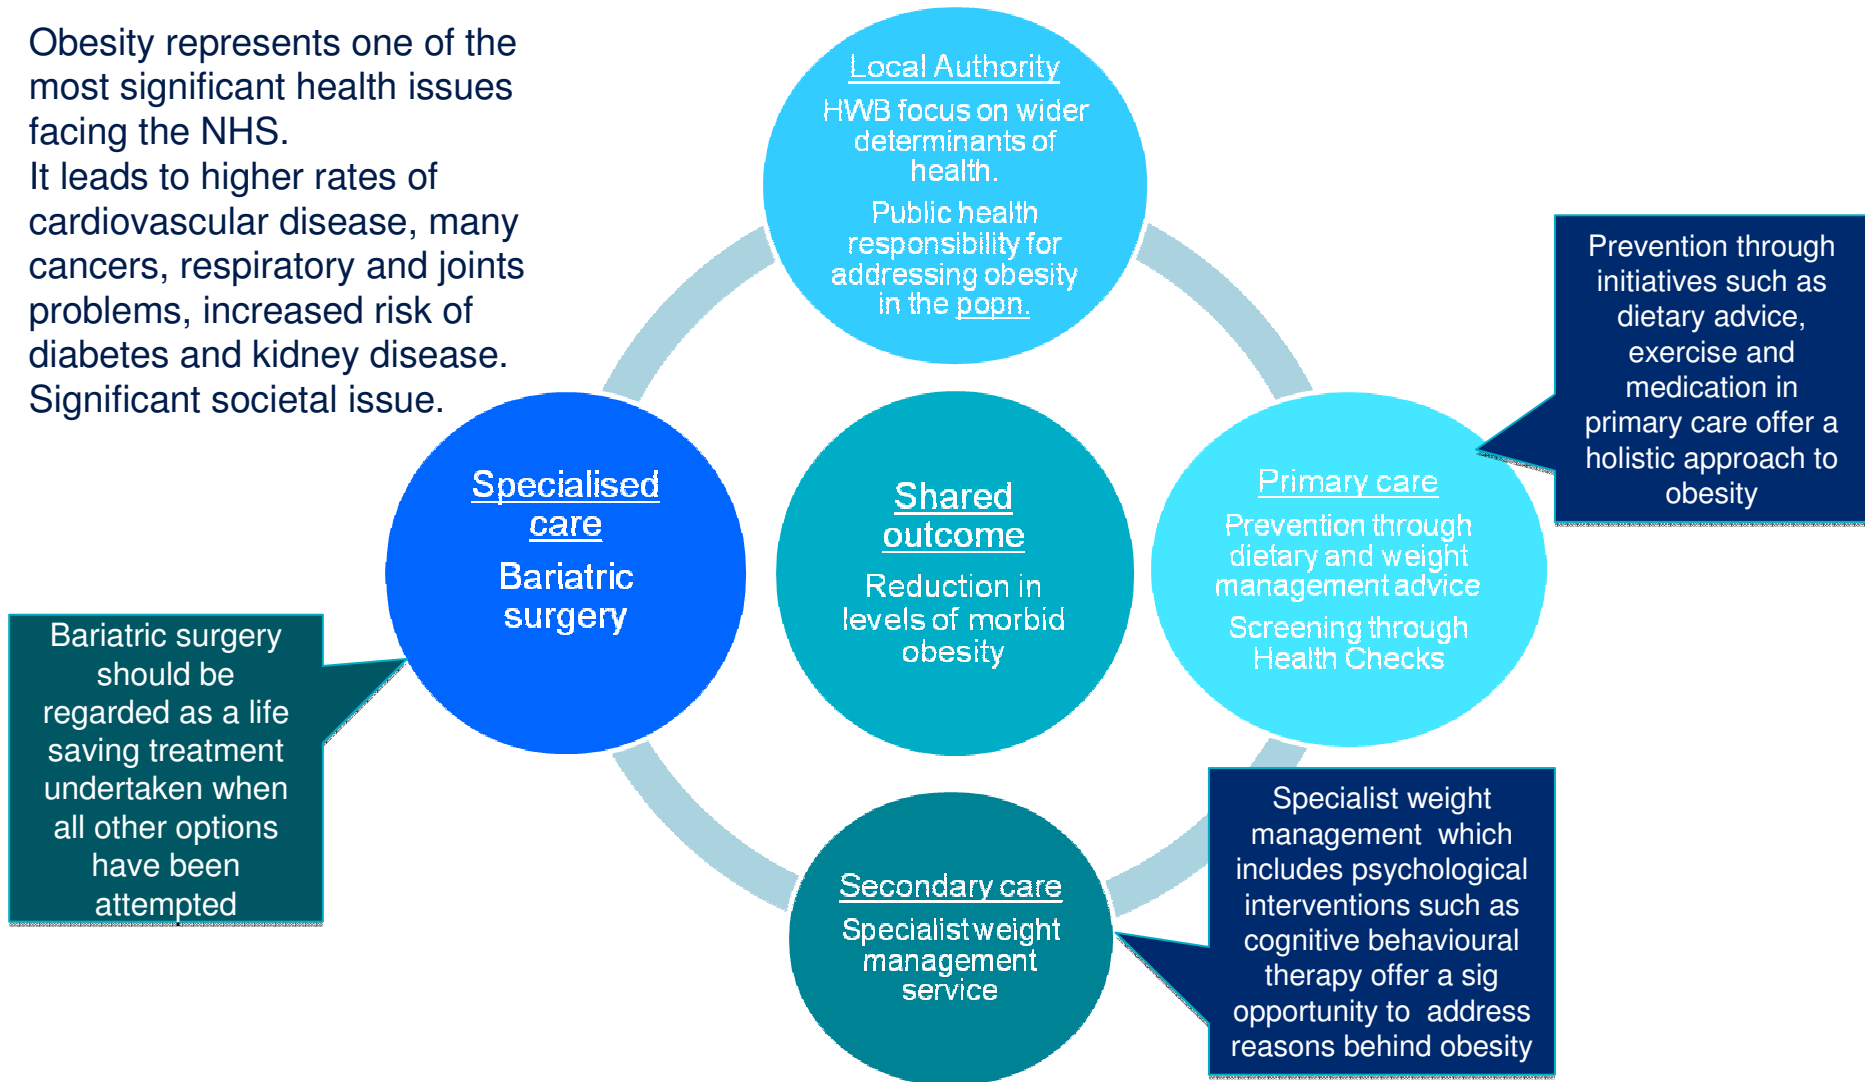 Obesity represents one of the
most significant health issues
facing the NHS.
It leads to higher rates of
cardiovascular disease, many
cancers, respiratory and joints
problems, increased risk of
diabetes and kidney disease.
Significant societal issue.
Local Authority
HWB focus on wider
determinants of
health.
Public health
responsibility for
addressing obesity
in the popn.
Prevention through
initiatives such as
dietary advice,
exercise and
medication in
primary care offer a
holistic approach to
obesity
Specialised
care
Bariatric
surgery
Shared
outcome
Reduction in
levels of morbid
obesity
Primary care
Prevention through
dietary and weight
management advice
Screening through
Health Checks
Bariatric surgery
should be
regarded as a life
saving treatment
undertaken when
all other options
have been
attempted
Secondary care
Specialist weight
management
service
Specialist weight
management which
includes psychological
interventions such as
cognitive behavioural
therapy offer a sig
opportunity to address
reasons behind obesity